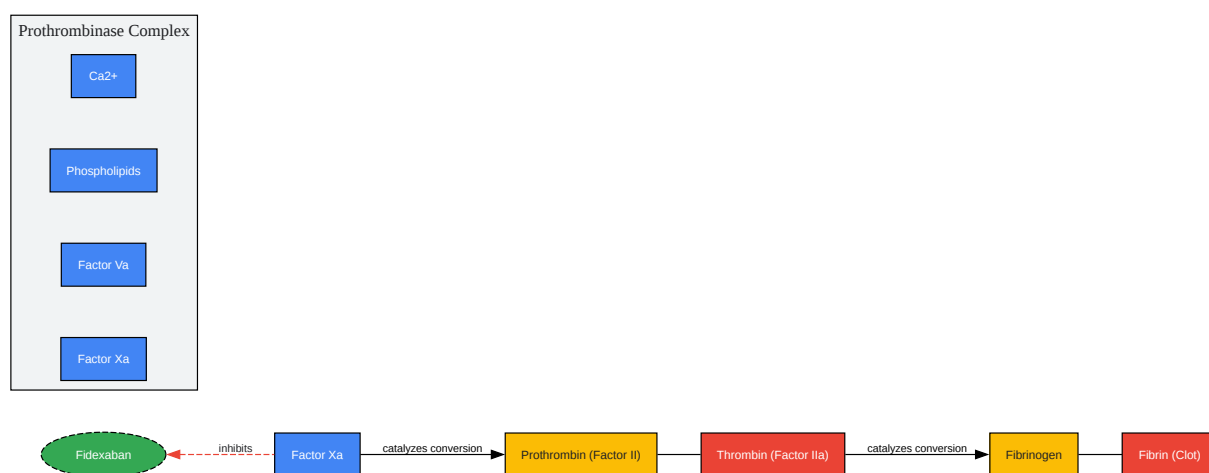 Prothrombinase Complex
Ca2+
Phospholipids
Factor Va
Factor Xa
Fidexaban
inhibits
Factor Xa
catalyzes conversion
Prothrombin (Factor II)
Thrombin (Factor IIa)
catalyzes conversion
Fibrinogen
Fibrin (Clot)